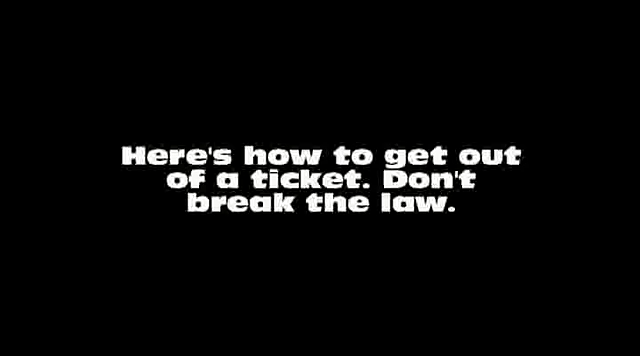 Here's how to get out
of a ticket. Don't
break the law.